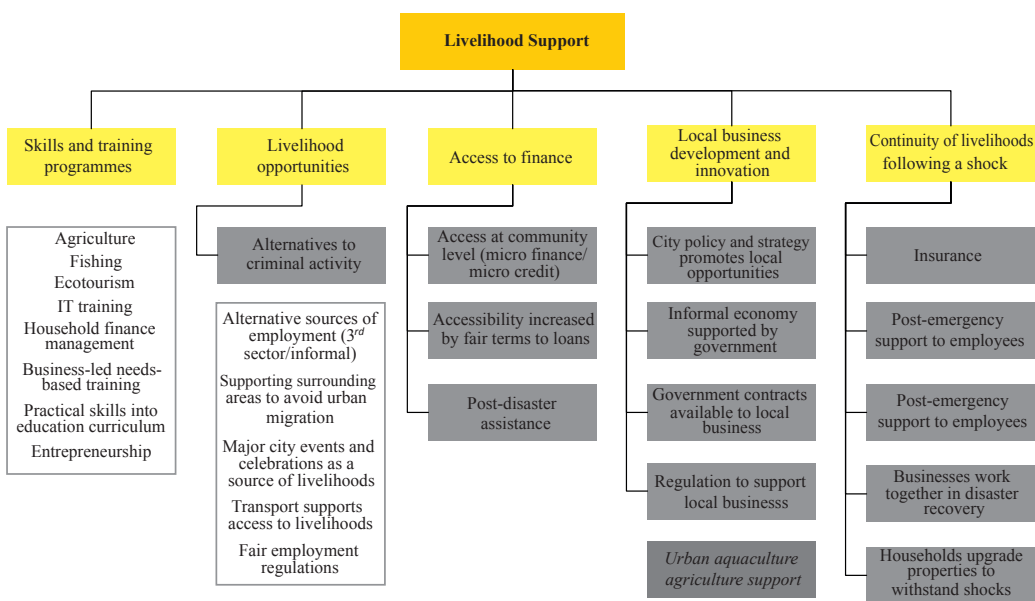 Livelihood Support
Skills and training
programmes
Agriculture
Fishing
Ecotourism
IT training
Household finance
management
Business-led needs-
based training
Practical skills into
education curriculum
Entrepreneurship
Livelihood
opportunities
Alternatives to
criminal activity
Alternative sources of
employment (3rd
sector/informal)
Supporting surrounding
areas to avoid urban
migration
Major city events and
celebrations as a
source of livelihoods
Transport supports
access to livelihoods
Fair employment
regulations
Access to finance
Access at community
level (micro finance/
micro credit)
Accessibility increased
by fair terms to loans
Post-disaster
assistance
Local business
development and
innovation
City policy and strategy
promotes local
opportunities
Informal economy
supported by
government
Government contracts
available to local
business
Regulation to support
local businesss
Urban aquaculture
agriculture support
Continuity of livelihoods
following a shock
Insurance
Post-emergency
support to employees
Post-emergency
support to employees
Businesses work
together in disaster
recovery
Households upgrade
properties to
withstand shocks